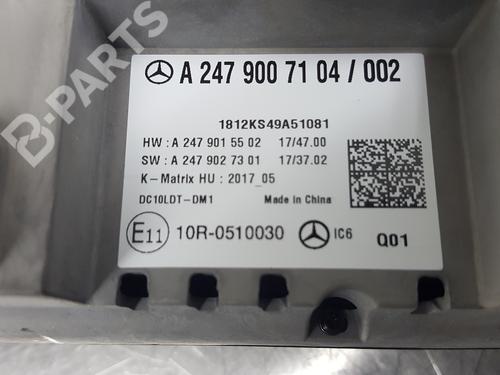 A 247 900 71 04 / 002
1812KS49A51081
HW : A 247 901 55 02 17/47.00
SW : A 247 902 73 01 17/37.02
K-Matrix HU : 2017_05
DC10LDT-DM1 Made in China
E11 10R-0510030 IC6 Q01
B-PARTS
B-PARTS